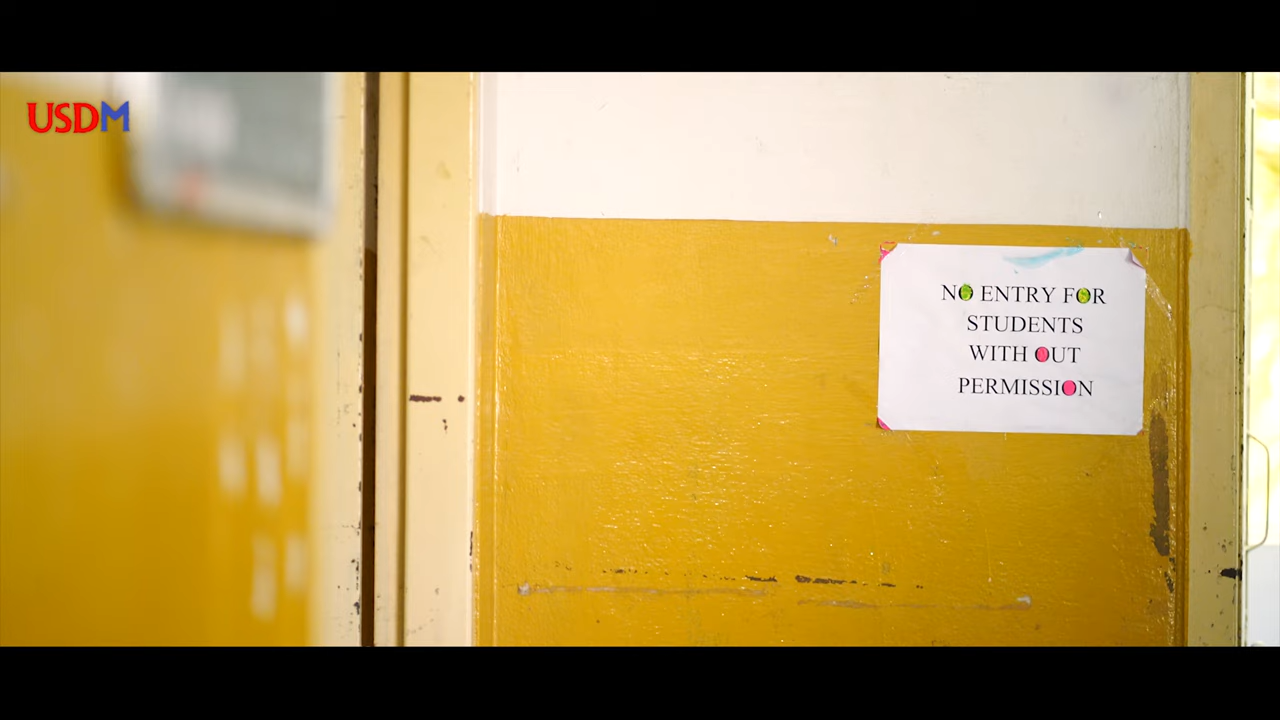 USDM
NO ENTRY FOR
STUDENTS
WITH OUT
PERMISSION